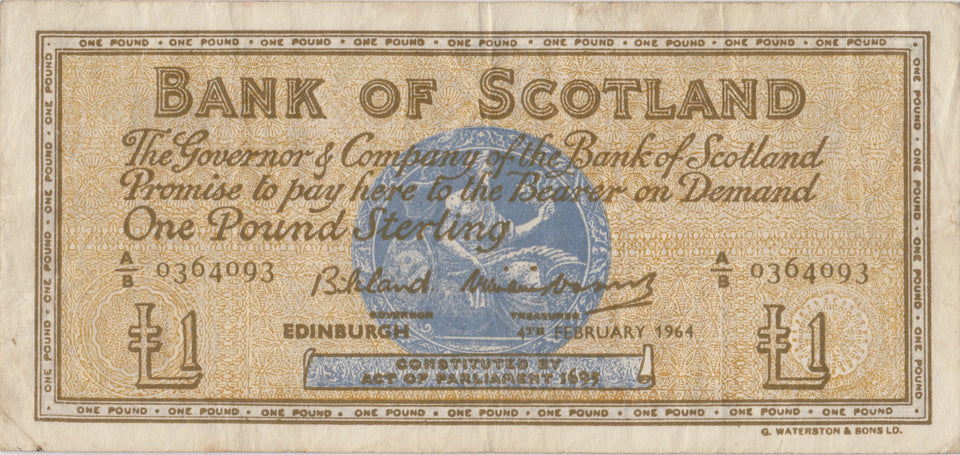 ONE POUND · ONE POUND · ONE POUND · ONE POUND · ONE POUND · ONE POUND · ONE POUND · ONE POUND · ONE POUND
BANK OF SCOTLAND
The Governor & Company of the Bank of Scotland
Promise to pay here to the Bearer on Demand
One Pound Sterling
A/B 0364093
A/B 0364093
GOVERNOR
TREASURER
EDINBURGH 4TH FEBRUARY 1964
£1
£1
CONSTITUTED BY
ACT OF PARLIAMENT 1695
ONE POUND · ONE POUND · ONE POUND · ONE POUND · ONE POUND · ONE POUND · ONE POUND · ONE POUND · ONE POUND
G. WATERSTON & SONS LD.